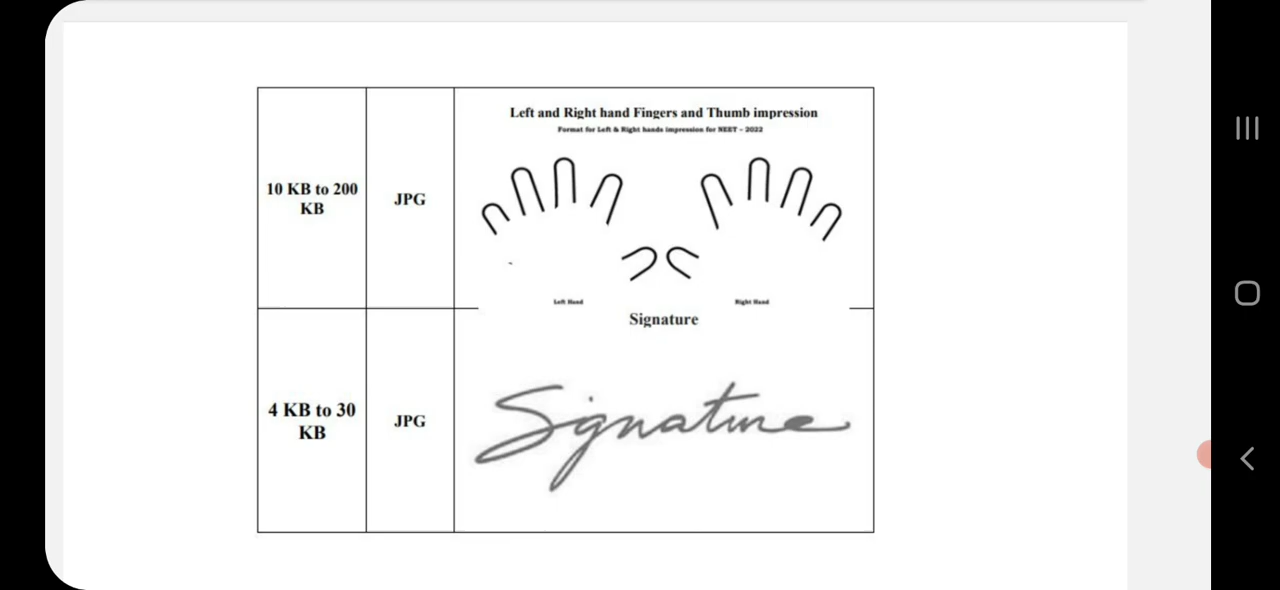 Left and Right hand Fingers and Thumb impression
Format for Left & Right hands impression for NEET - 2022
10 KB to 200
KB
JPG
Left Hand
Right Hand
Signature
4 KB to 30
KB
JPG
Signature